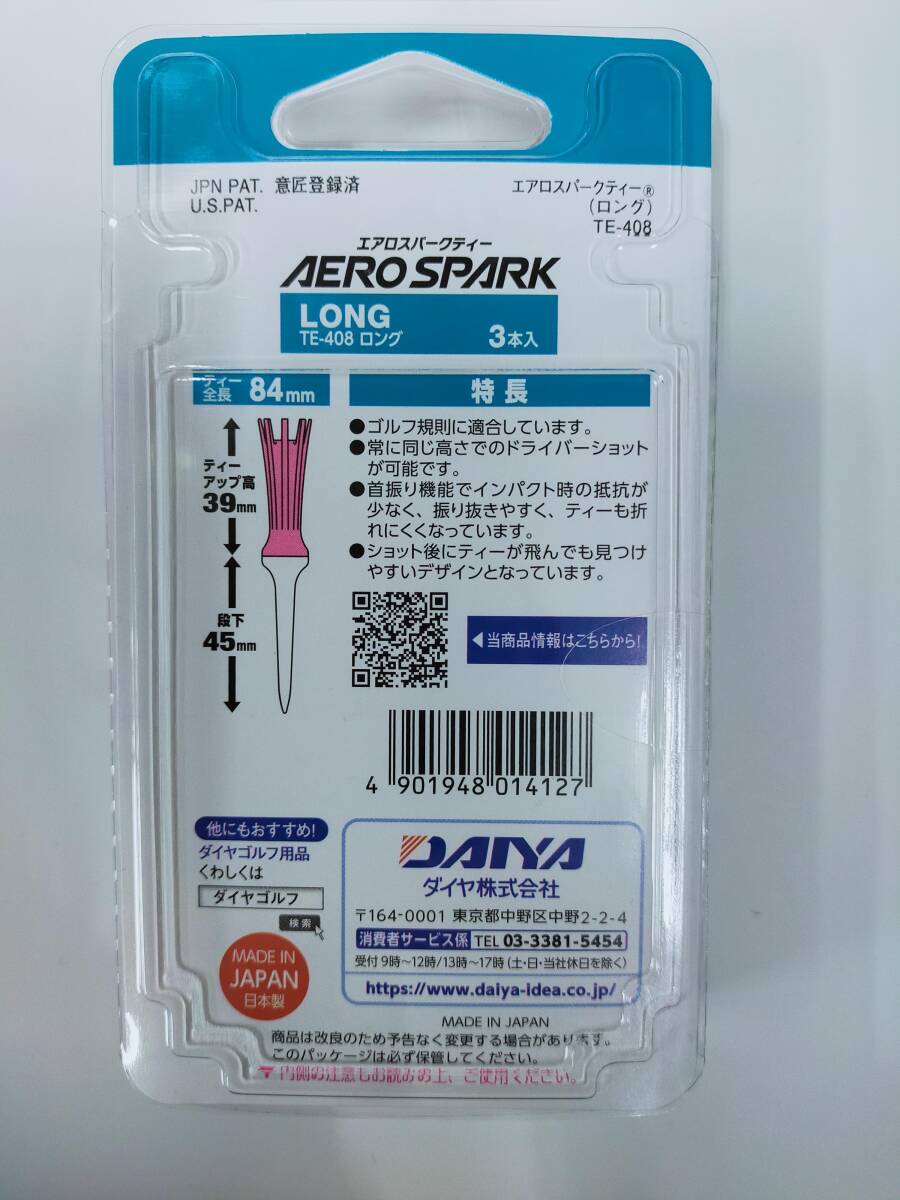 JPN PAT. 意匠登録済
U.S.PAT.
エアロスパークティー®
(ロング)
TE-408
エアロスパークティー
AERO SPARK
LONG
TE-408 ロング 3本入
ティー
全長 84mm
ティー
アップ高
39mm
段下
45mm
特長
●ゴルフ規則に適合しています。
●常に同じ高さでのドライバーショット
が可能です。
●首振り機能でインパクト時の抵抗が
少なく、振り抜きやすく、ティーも折
れにくくなっています。
●ショット後にティーが飛んでも見つけ
やすいデザインとなっています。
◀当商品情報はこちらから!
4 901948 014127
他にもおすすめ!
ダイヤゴルフ用品
くわしくは
ダイヤゴルフ
検索
MADE IN
JAPAN
日本製
DAIYA
ダイヤ株式会社
〒164-0001 東京都中野区中野2-2-4
消費者サービス係 TEL 03-3381-5454
受付 9時~12時/13時~17時(土・日・当社休日を除く)
https://www.daiya-idea.co.jp/
MADE IN JAPAN
商品は改良のため予告なく変更する場合があります。
このパッケージは必ず保管してください。
▼内側の注意もお読みの上、ご使用ください。